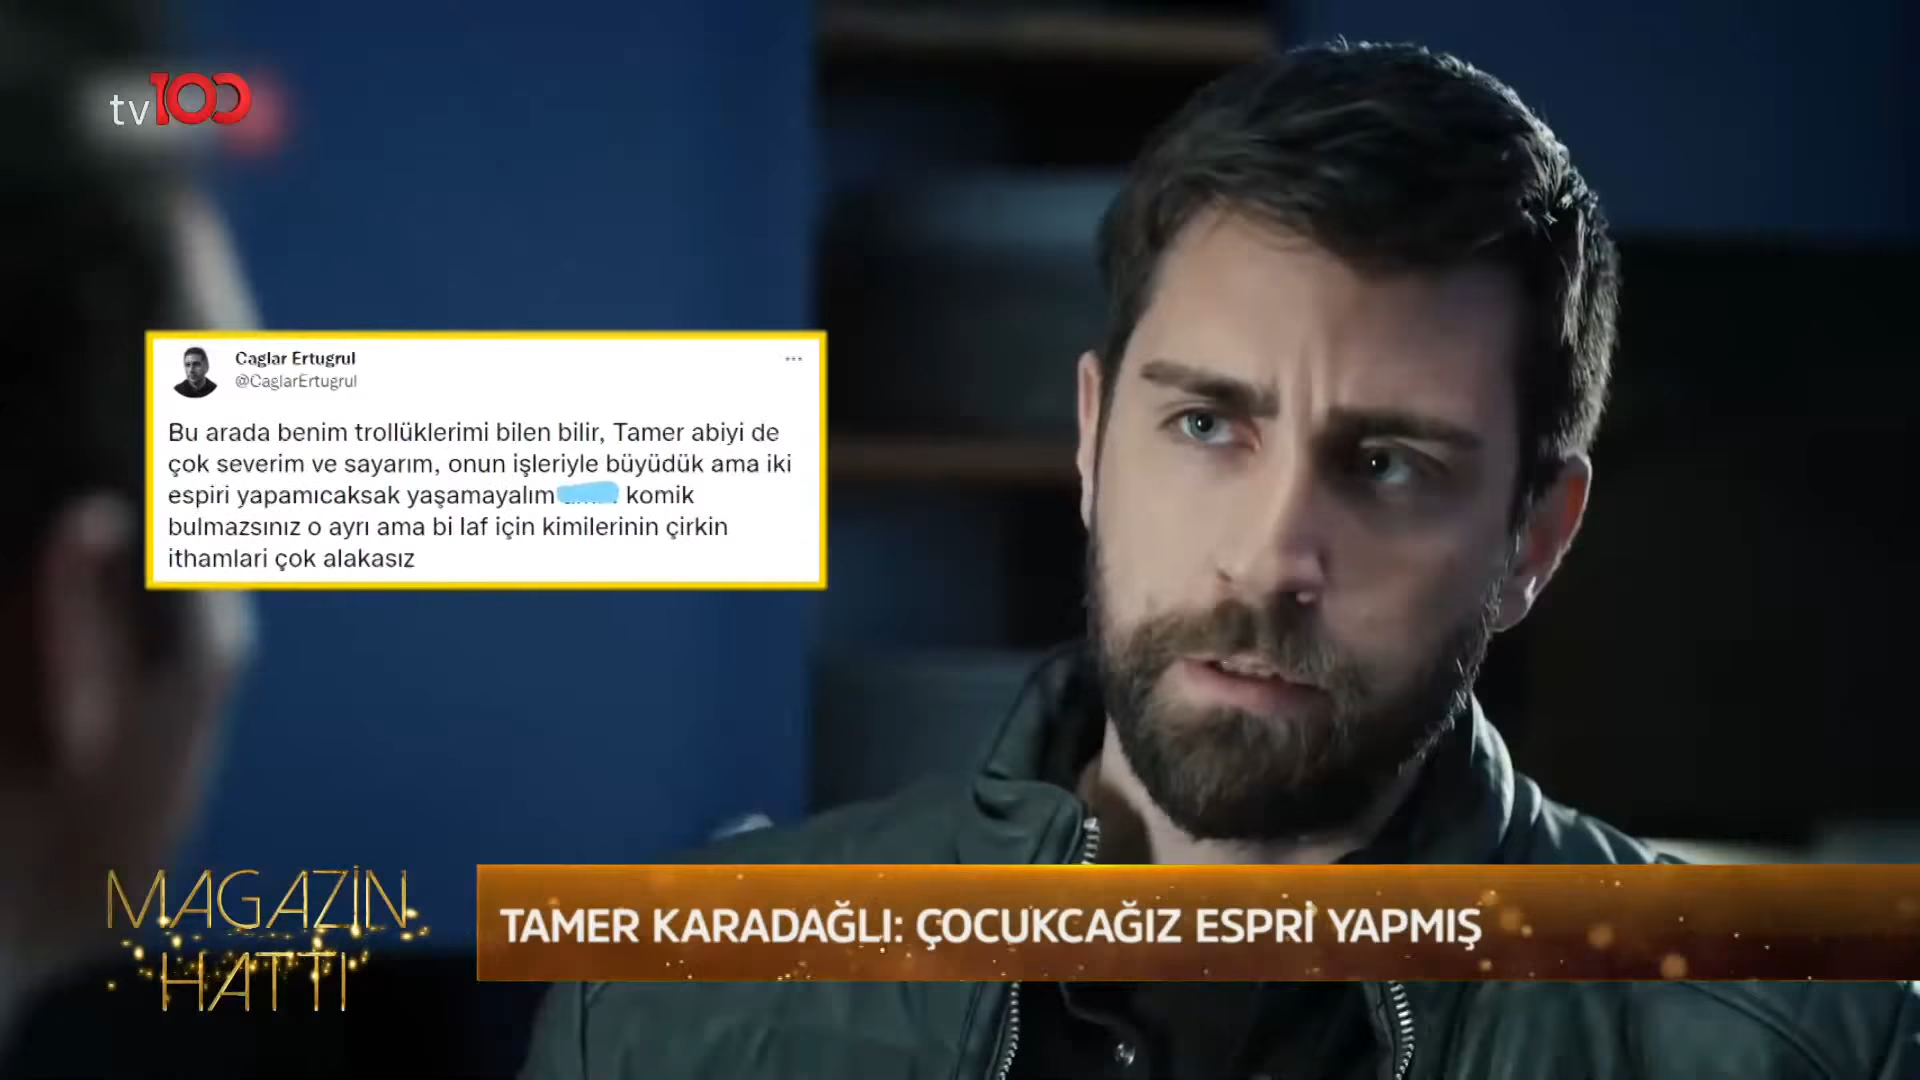 tv100
Caglar Ertugrul
@CaglarErtugrul
Bu arada benim trollüklerimi bilen bilir, Tamer abiyi de
çok severim ve sayarım, onun işleriyle büyüdük ama iki
espiri yapamıcaksak yaşamayalım komik
bulmazsınız o ayrı ama bi laf için kimilerinin çirkin
ithamlari çok alakasız
MAGAZİN
HATTI
TAMER KARADAĞLI: ÇOCUKCAĞIZ ESPRİ YAPMIŞ